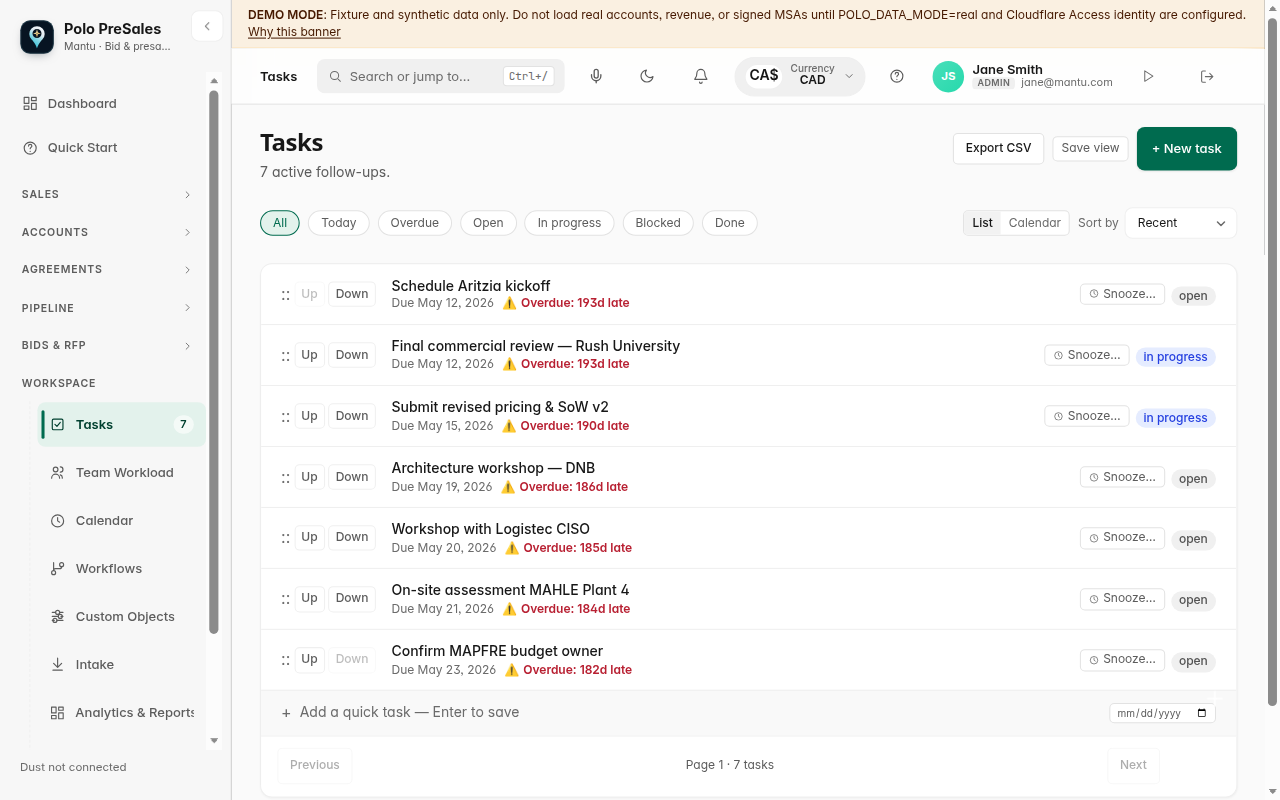 Polo PreSales
Mantu · Bid & presa...
Dashboard
Quick Start
SALES
ACCOUNTS
AGREEMENTS
PIPELINE
BIDS & RFP
WORKSPACE
Tasks 7
Team Workload
Calendar
Workflows
Custom Objects
Intake
Analytics & Reports
Dust not connected
DEMO MODE: Fixture and synthetic data only. Do not load real accounts, revenue, or signed MSAs until POLO_DATA_MODE=real and Cloudflare Access identity are configured.
Why this banner
Tasks
Search or jump to... Ctrl+/
CA$ Currency CAD
JS Jane Smith
ADMIN jane@mantu.com
Tasks
7 active follow-ups.
Export CSV Save view + New task
All Today Overdue Open In progress Blocked Done
List Calendar Sort by Recent
:: Up Down Schedule Aritzia kickoff
Due May 12, 2026 ⚠️ Overdue: 193d late
Snooze... open
:: Up Down Final commercial review — Rush University
Due May 12, 2026 ⚠️ Overdue: 193d late
Snooze... in progress
:: Up Down Submit revised pricing & SoW v2
Due May 15, 2026 ⚠️ Overdue: 190d late
Snooze... in progress
:: Up Down Architecture workshop — DNB
Due May 19, 2026 ⚠️ Overdue: 186d late
Snooze... open
:: Up Down Workshop with Logistec CISO
Due May 20, 2026 ⚠️ Overdue: 185d late
Snooze... open
:: Up Down On-site assessment MAHLE Plant 4
Due May 21, 2026 ⚠️ Overdue: 184d late
Snooze... open
:: Up Down Confirm MAPFRE budget owner
Due May 23, 2026 ⚠️ Overdue: 182d late
Snooze... open
+ Add a quick task — Enter to save mm/dd/yyyy
Previous Page 1 · 7 tasks Next